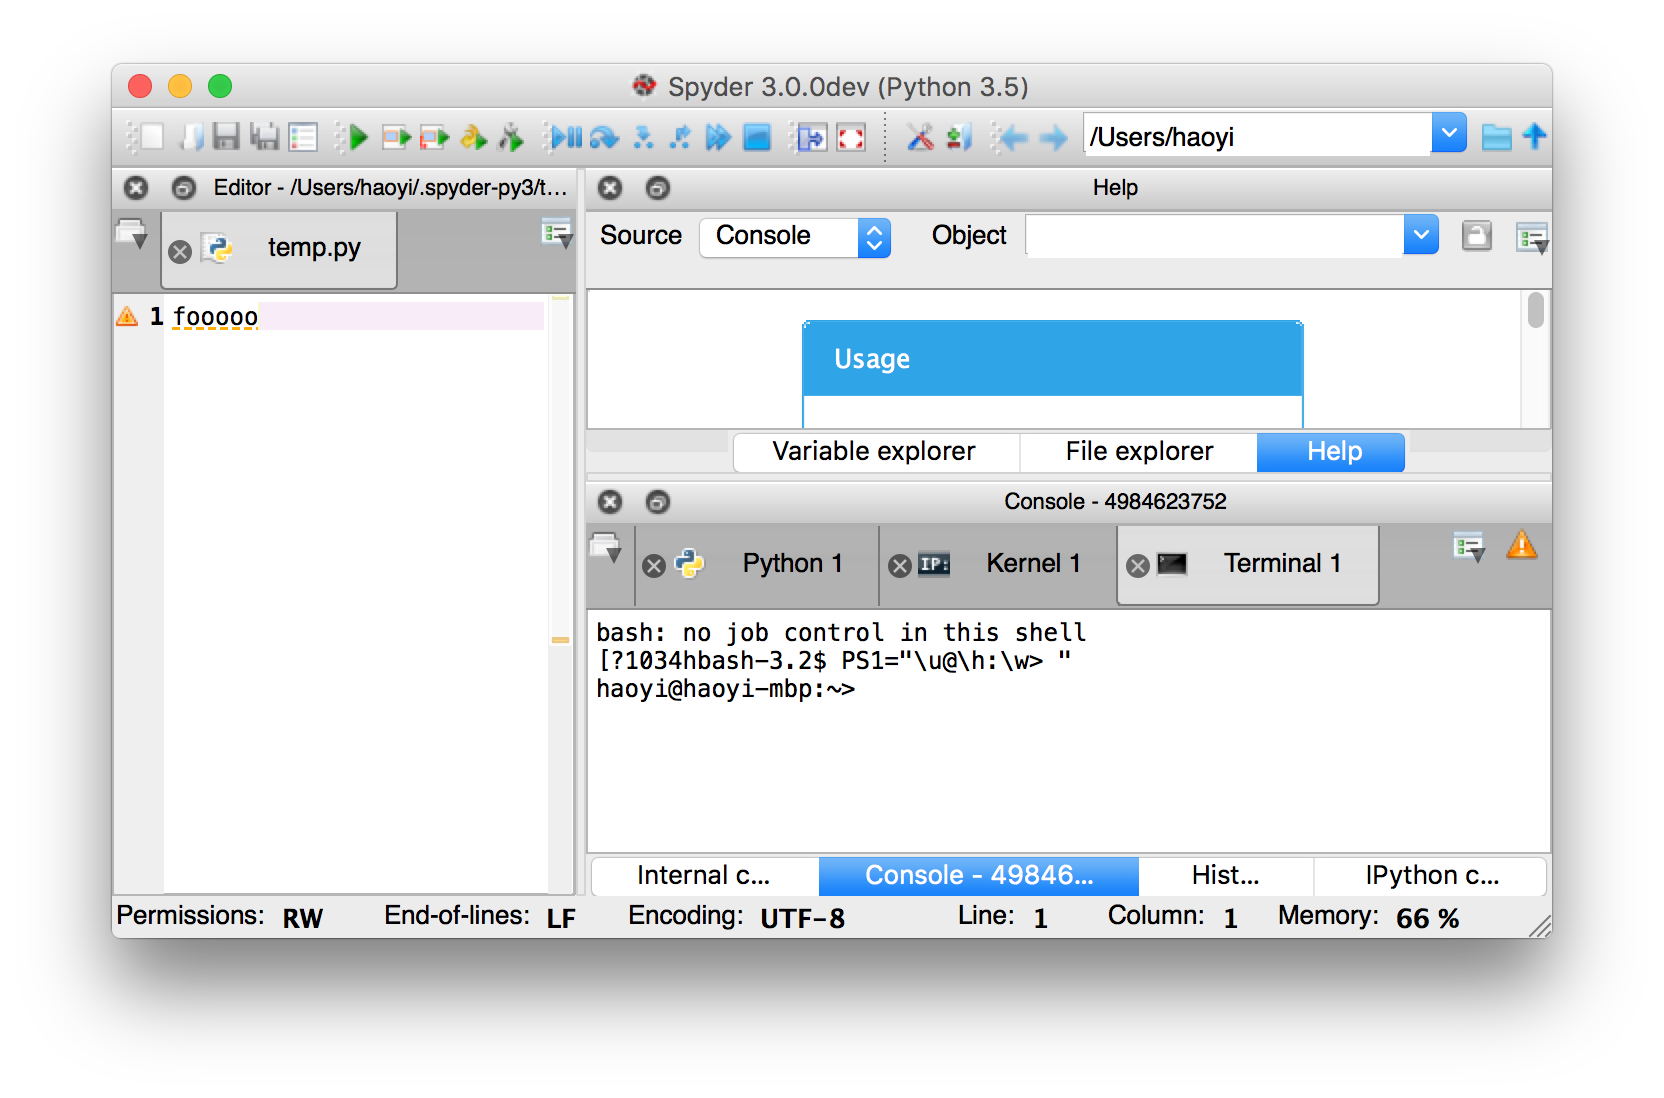 Spyder 3.0.0dev (Python 3.5)
/Users/haoyi
Editor - /Users/haoyi/.spyder-py3/t...
temp.py
1 fooooo
Help
Source Console Object
Usage
Variable explorer File explorer Help
Console - 4984623752
Python 1 IP: Kernel 1 Terminal 1
bash: no job control in this shell
[?1034hbash-3.2$ PS1="\u@\h:\w> "
haoyi@haoyi-mbp:~>
Internal c... Console - 49846... Hist... IPython c...
Permissions: RW End-of-lines: LF Encoding: UTF-8 Line: 1 Column: 1 Memory: 66 %